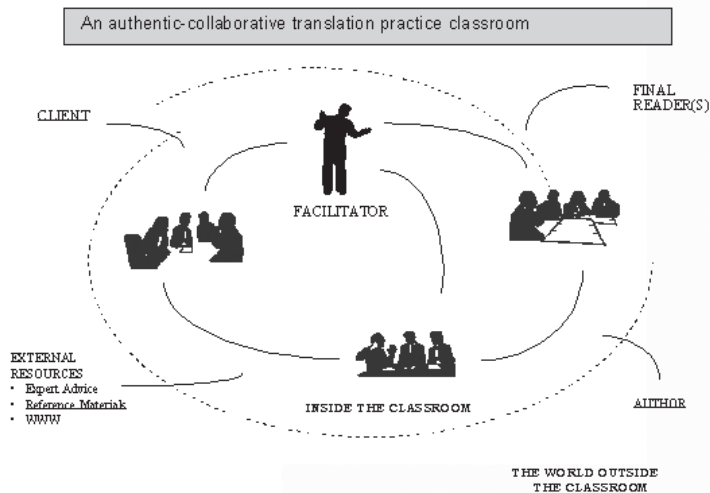 An authentic-collaborative translation practice classroom
CLIENT
FINAL
READER(S)
FACILITATOR
EXTERNAL
RESOURCES
• Expert Advice
• Reference Materials
• WWW
INSIDE THE CLASSROOM
AUTHOR
THE WORLD OUTSIDE
THE CLASSROOM